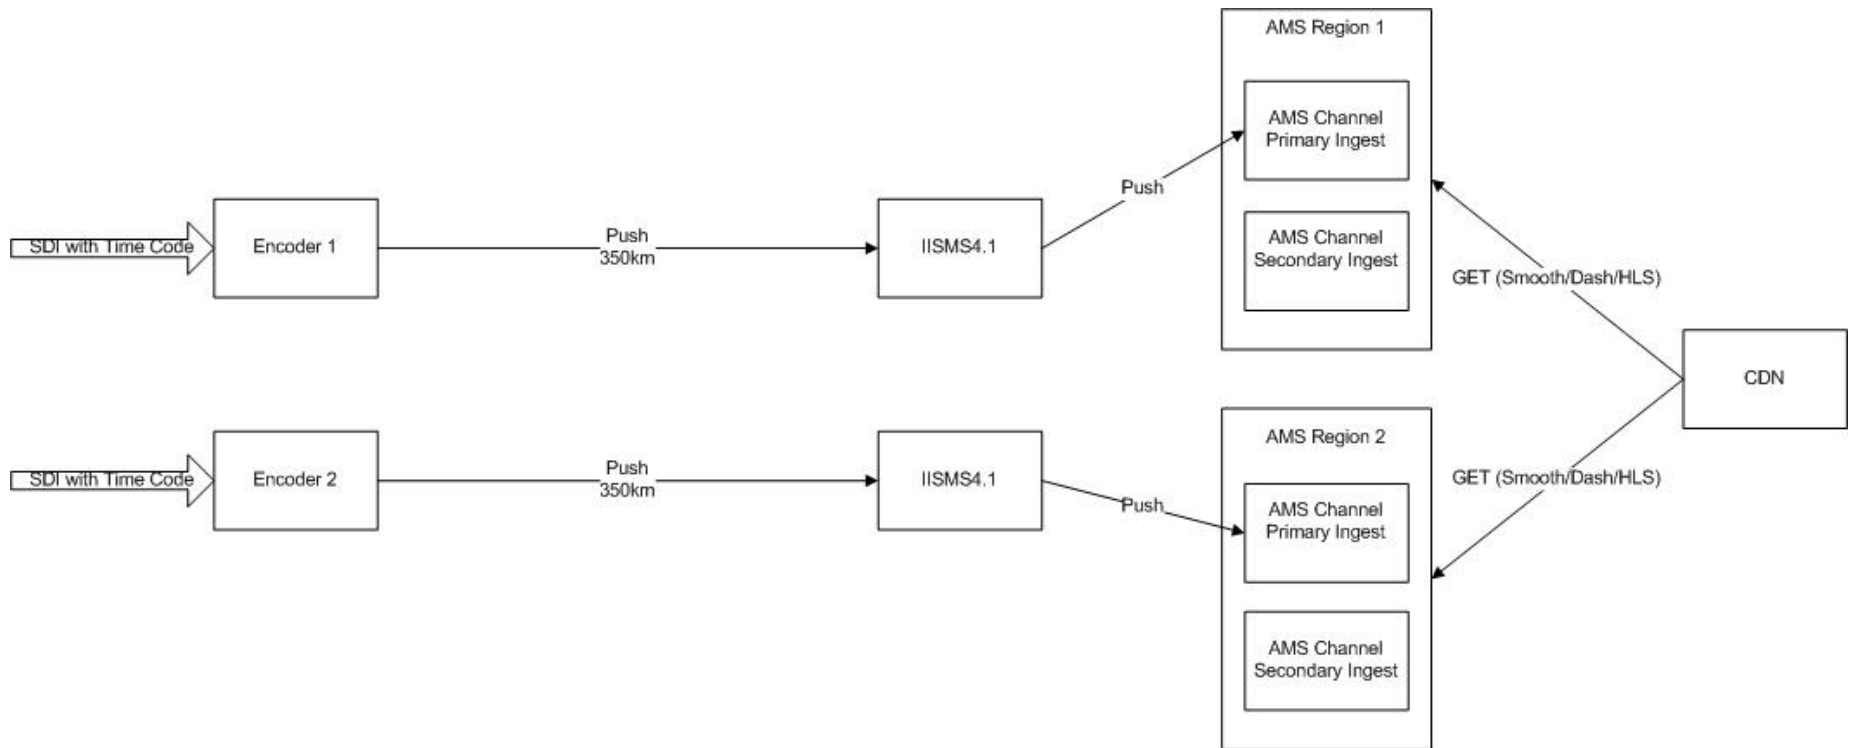 AMS Region 1
AMS Channel
Primary Ingest
Push
SDI with Time Code
Encoder 1
Push
350km
IISMS4.1
AMS Channel
Secondary Ingest
GET (Smooth/Dash/HLS)
CDN
AMS Region 2
SDI with Time Code
Encoder 2
Push
350km
IISMS4.1
Push
GET (Smooth/Dash/HLS)
AMS Channel
Primary Ingest
AMS Channel
Secondary Ingest